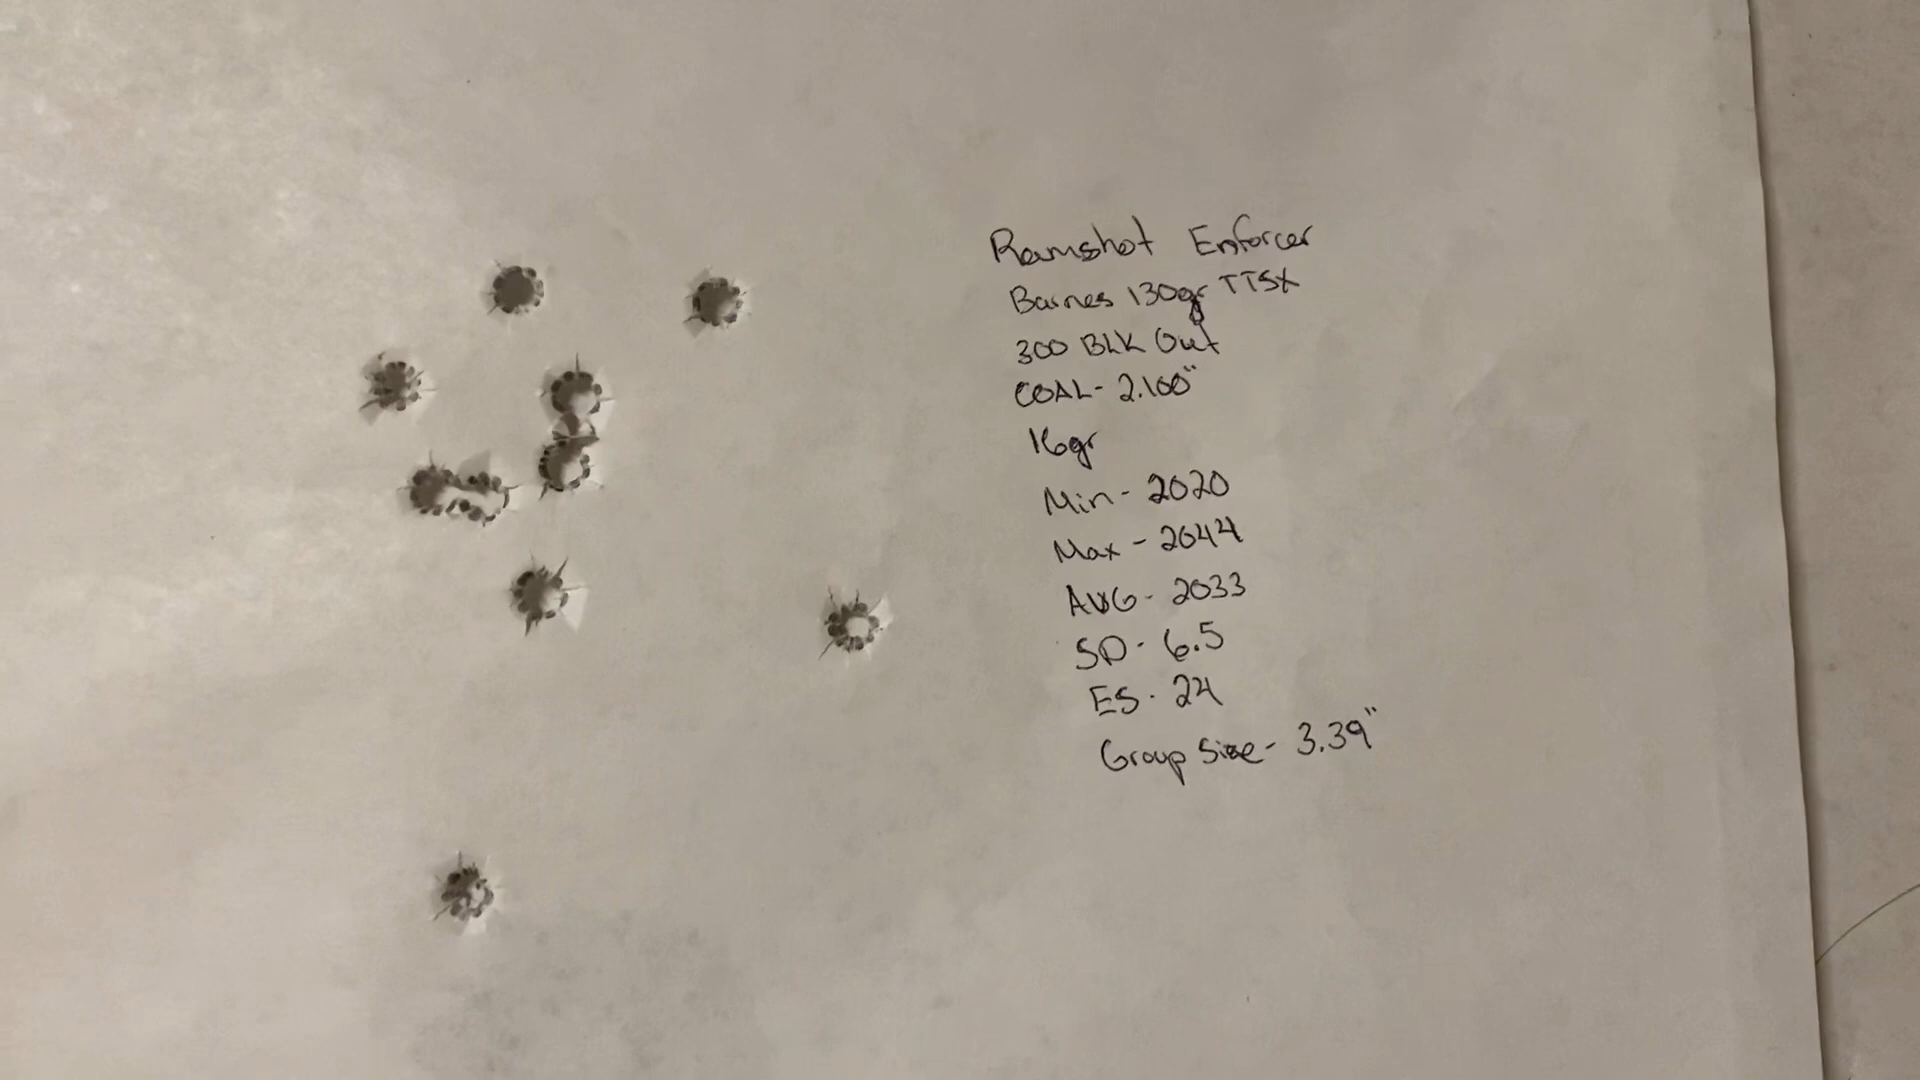 Ramshot Enforcer
Barnes 130gr TTSX
300 BLK Out
COAL- 2.100"
16gr
Min- 2020
Max- 2044
AVG- 2033
SD- 6.5
ES- 24
Group Size- 3.39"